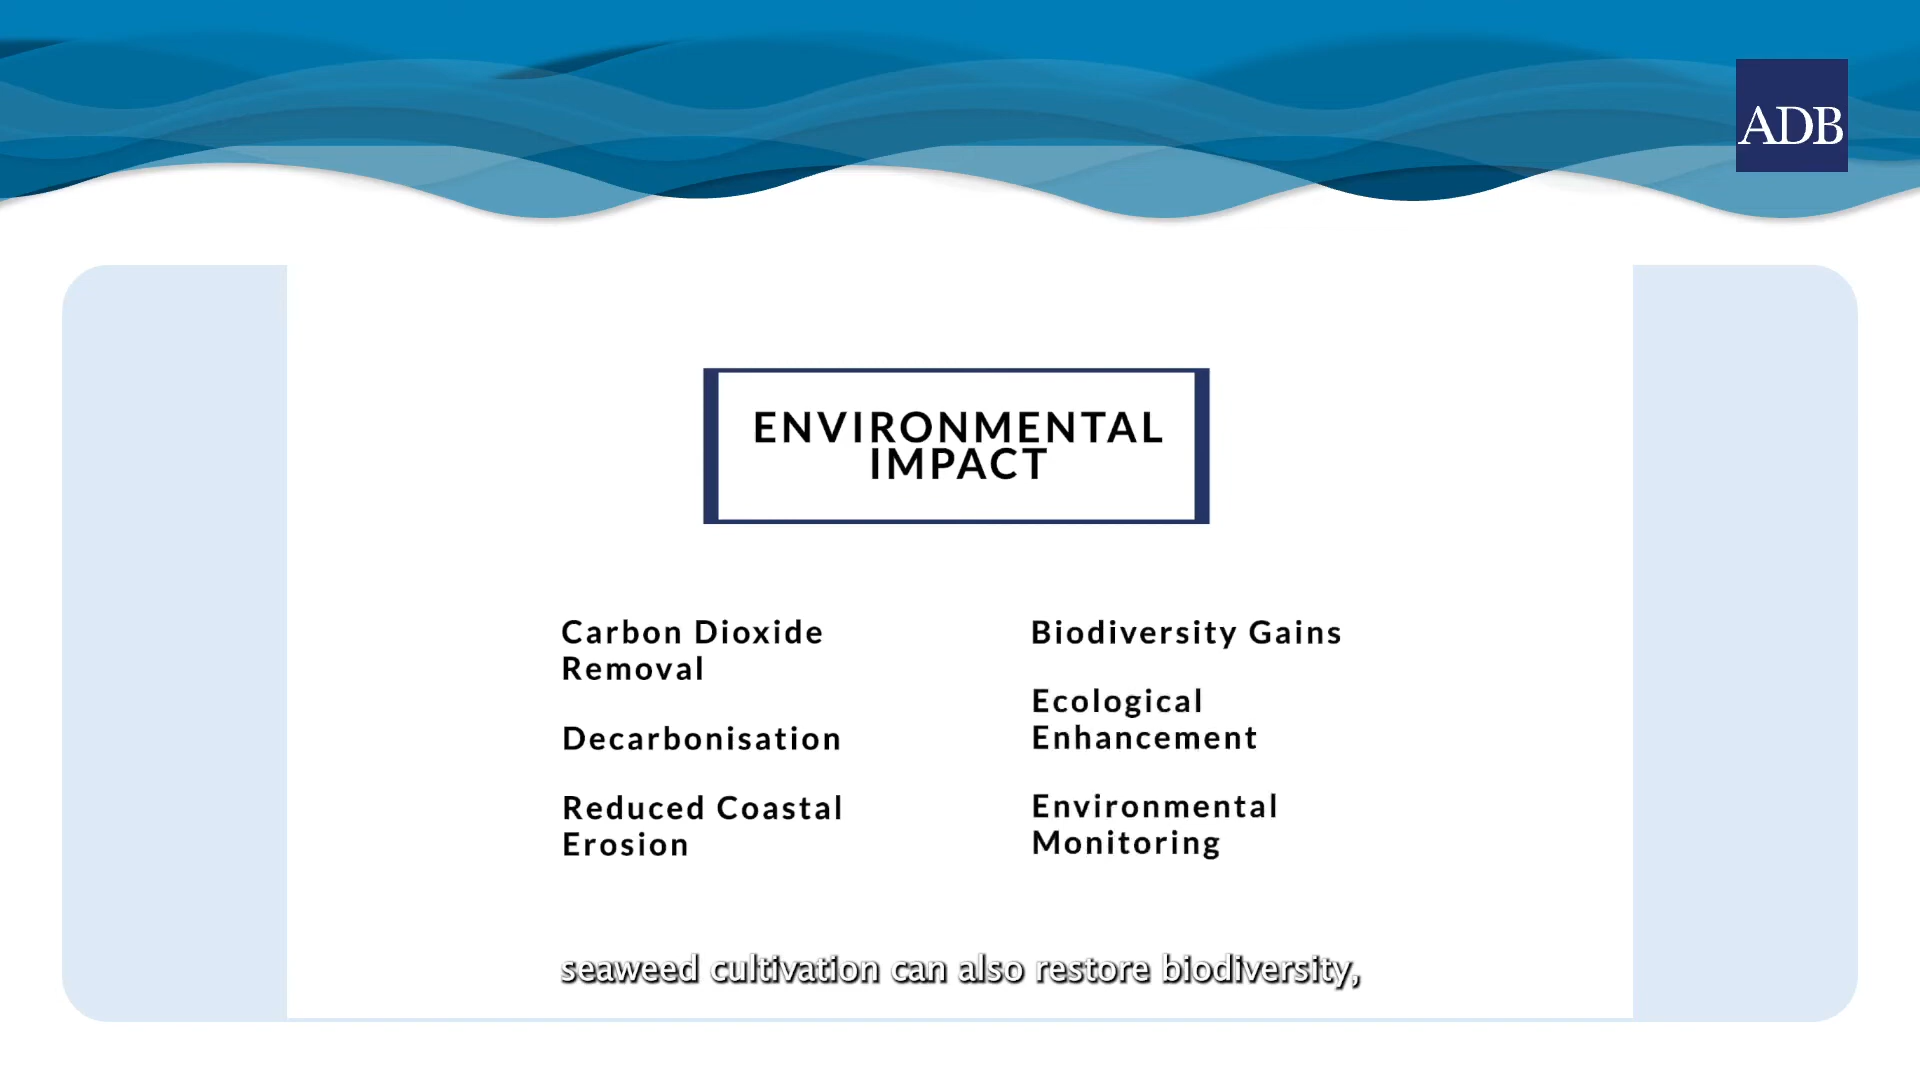 ADB
ENVIRONMENTAL
IMPACT
Carbon Dioxide
Removal
Decarbonisation
Reduced Coastal
Erosion
Biodiversity Gains
Ecological
Enhancement
Environmental
Monitoring
seaweed cultivation can also restore biodiversity,